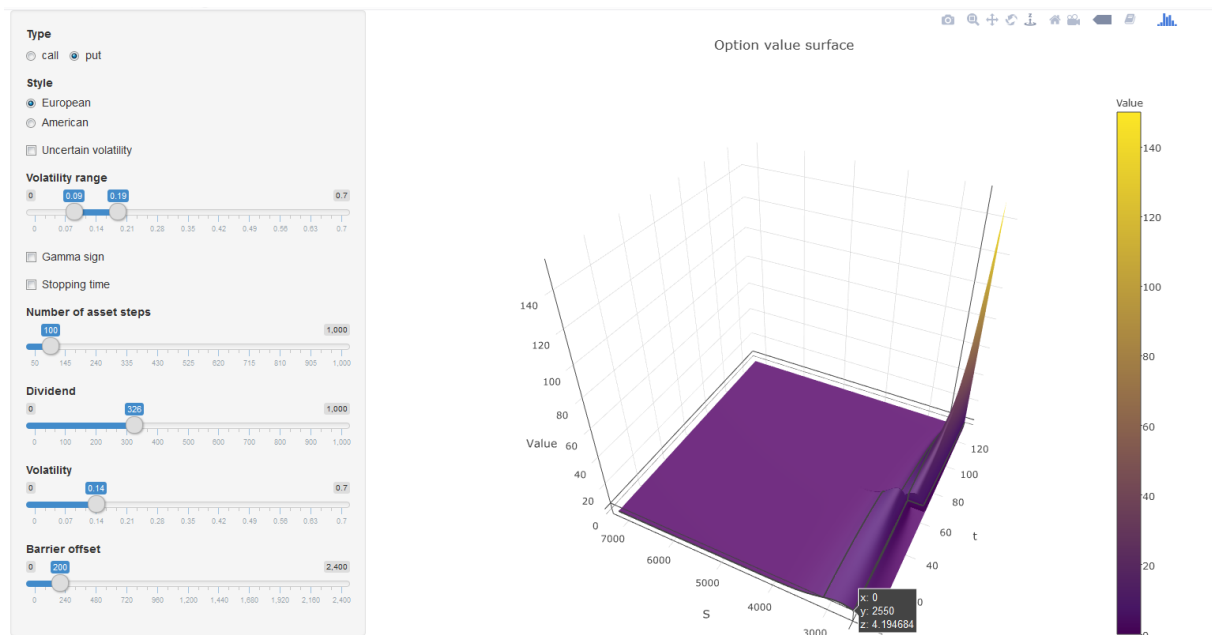 Type
call put
Style
European
American
Uncertain volatility
Volatility range
0 0.09 0.19 0.7
0 0.07 0.14 0.21 0.28 0.35 0.42 0.49 0.56 0.63 0.7
Gamma sign
Stopping time
Number of asset steps
100 1,000
50 145 240 335 430 525 620 715 810 905 1,000
Dividend
0 326 1,000
0 100 200 300 400 500 600 700 800 900 1,000
Volatility
0 0.14 0.7
0 0.07 0.14 0.21 0.28 0.35 0.42 0.49 0.56 0.63 0.7
Barrier offset
0 200 2,400
0 240 480 720 960 1,200 1,440 1,680 1,920 2,160 2,400
Option value surface
140
120
100
80
Value 60
40
20
0
7000
6000
5000
4000
3000
S
120
100
80
60
40
0
t
x: 0
y: 2550
z: 4.194684
Value
140
120
100
80
60
40
20
0